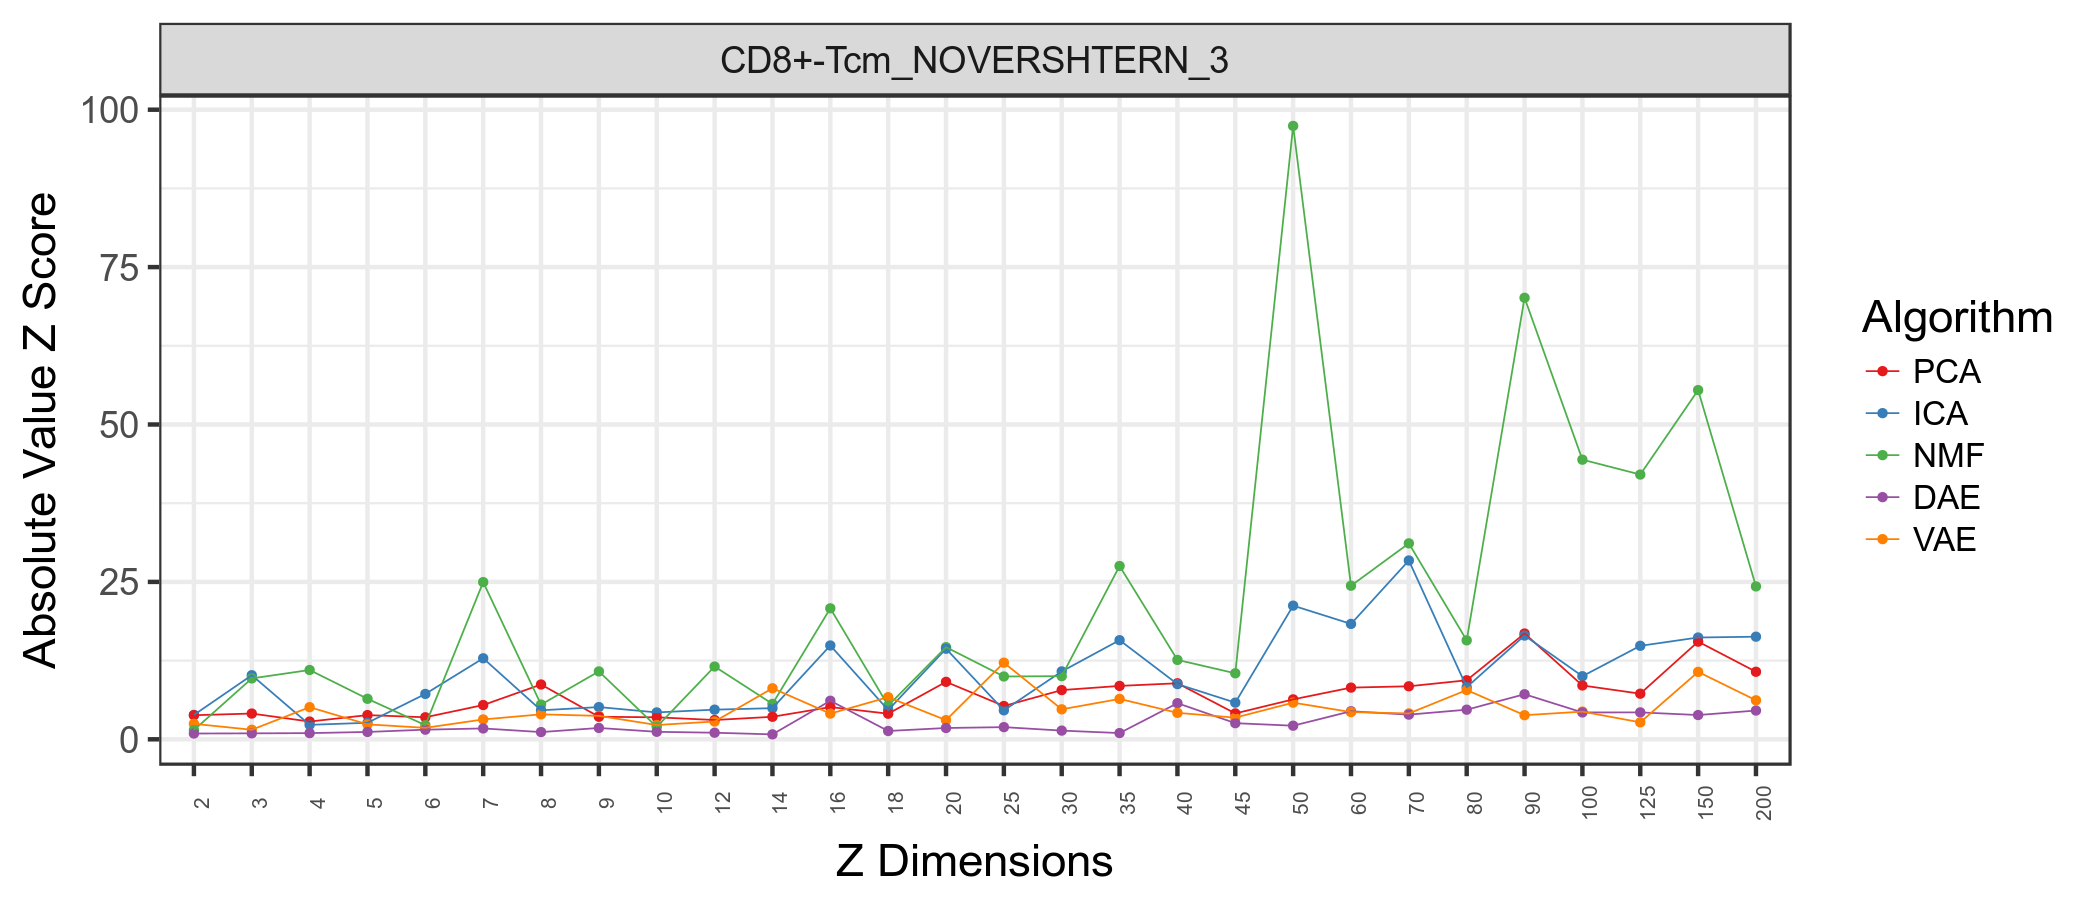 CD8+-Tcm_NOVERSHTERN_3
100
75
50
25
0
Absolute Value Z Score
2 3 4 5 6 7 8 9 10 12 14 16 18 20 25 30 35 40 45 50 60 70 80 90 100 125 150 200
Z Dimensions
Algorithm
PCA
ICA
NMF
DAE
VAE